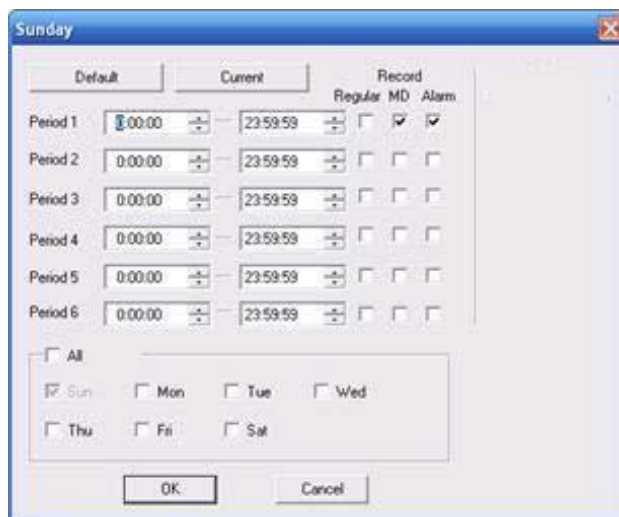 Sunday
Default Current Record
Regular MD Alarm
Period 1 0:00:00 23:59:59
Period 2 0:00:00 23:59:59
Period 3 0:00:00 23:59:59
Period 4 0:00:00 23:59:59
Period 5 0:00:00 23:59:59
Period 6 0:00:00 23:59:59
All
Sun Mon Tue Wed
Thu Fri Sat
OK Cancel